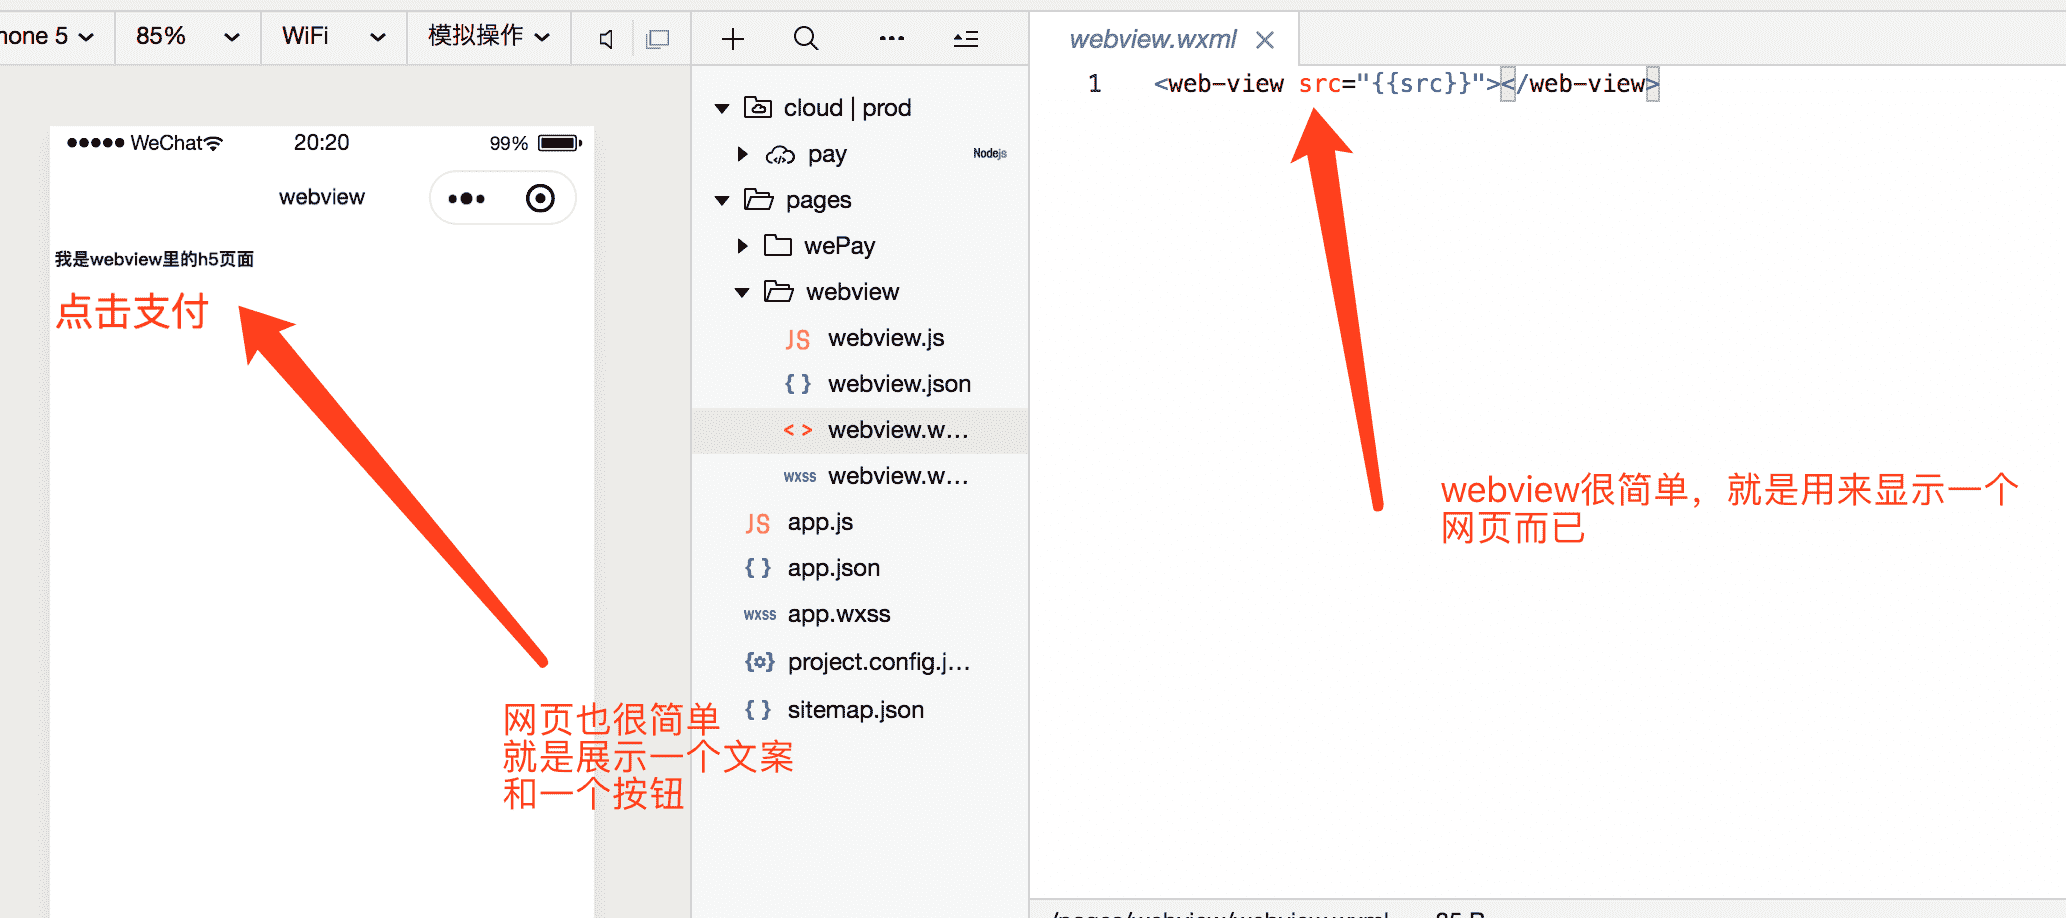 hone 5
85%
WiFi
模拟操作
WeChat
20:20
99%
webview
我是webview里的h5页面
点击支付
网页也很简单
就是展示一个文案
和一个按钮
cloud | prod
pay
Nodejs
pages
wePay
webview
JS webview.js
{ } webview.json
< > webview.w...
wxss webview.w...
JS app.js
{ } app.json
wxss app.wxss
project.config.j...
{ } sitemap.json
webview.wxml
1 <web-view src="{{src}}"></web-view>
webview很简单，就是用来显示一个
网页而已
/pages/webview/webview.wxml 35 B